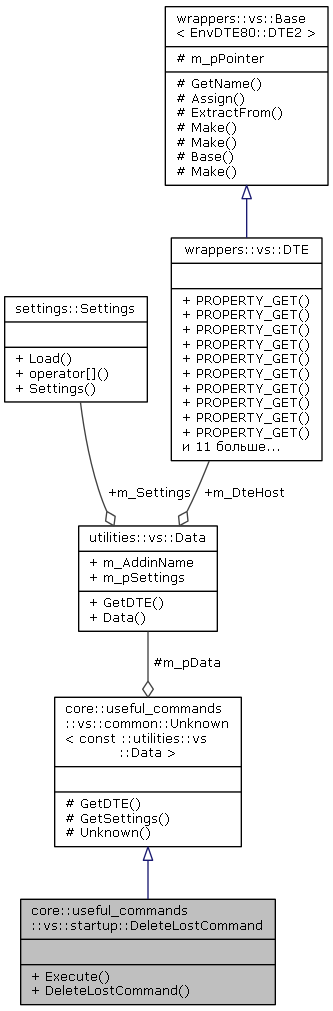 wrappers::vs::Base
< EnvDTE80::DTE2 >
# m_pPointer
# GetName()
# Assign()
# ExtractFrom()
# Make()
# Make()
# Base()
# Make()
wrappers::vs::DTE
+ PROPERTY_GET()
+ PROPERTY_GET()
+ PROPERTY_GET()
+ PROPERTY_GET()
+ PROPERTY_GET()
+ PROPERTY_GET()
+ PROPERTY_GET()
+ PROPERTY_GET()
+ PROPERTY_GET()
+ PROPERTY_GET()
и 11 больше...
settings::Settings
+ Load()
+ operator[]()
+ Settings()
+m_Settings
+m_DteHost
utilities::vs::Data
+ m_AddinName
+ m_pSettings
+ GetDTE()
+ Data()
#m_pData
core::useful_commands
::vs::common::Unknown
< const ::utilities::vs
::Data >
# GetDTE()
# GetSettings()
# Unknown()
core::useful_commands
::vs::startup::DeleteLostCommand
+ Execute()
+ DeleteLostCommand()